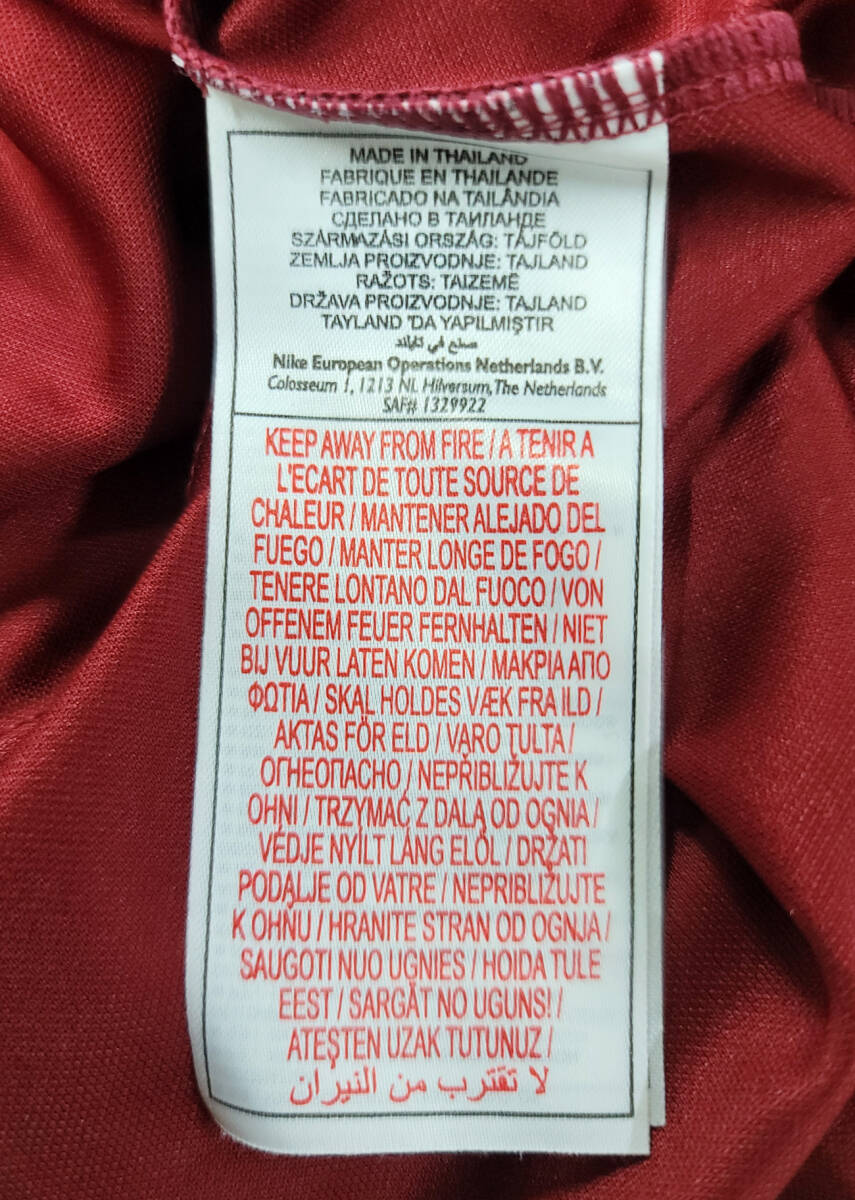 MADE IN THAILAND
FABRIQUE EN THAILANDE
FABRICADO NA TAILÂNDIA
СДЕЛАНО В ТАИЛАНДЕ
SZÁRMAZÁSI ORSZÁG: TÁJFÖLD
ZEMLJA PROIZVODNJE: TAJLAND
RAŽOTS: TAIZEMĒ
DRŽAVA PROIZVODNJE: TAJLAND
TAYLAND 'DA YAPILMIŞTIR
صنع في تايلند
Nike European Operations Netherlands B.V.
Colosseum 1, 1213 NL Hilversum, The Netherlands
SAF# 1329922
KEEP AWAY FROM FIRE / A TENIR A
L'ECART DE TOUTE SOURCE DE
CHALEUR / MANTENER ALEJADO DEL
FUEGO / MANTER LONGE DE FOGO /
TENERE LONTANO DAL FUOCO / VON
OFFENEM FEUER FERNHALTEN / NIET
BIJ VUUR LATEN KOMEN / ΜΑΚΡΙΑ ΑΠΟ
ΦΩΤΙΑ / SKAL HOLDES VÆK FRA ILD /
AKTAS FÖR ELD / VARO TULTA /
ОГНЕОПАСНО / NEPŘIBLIŽUJTE K
OHNI / TRZYMAĆ Z DALA OD OGNIA /
VÉDJE NYÍLT LÁNG ELŐL / DRŽATI
PODALJE OD VATRE / NEPRIBLIŽUJTE
K OHŇU / HRANITE STRAN OD OGNJA /
SAUGOTI NUO UGNIES / HOIDA TULE
EEST / SARGĀT NO UGUNS! /
ATEŞTEN UZAK TUTUNUZ /
لا تقترب من النيران